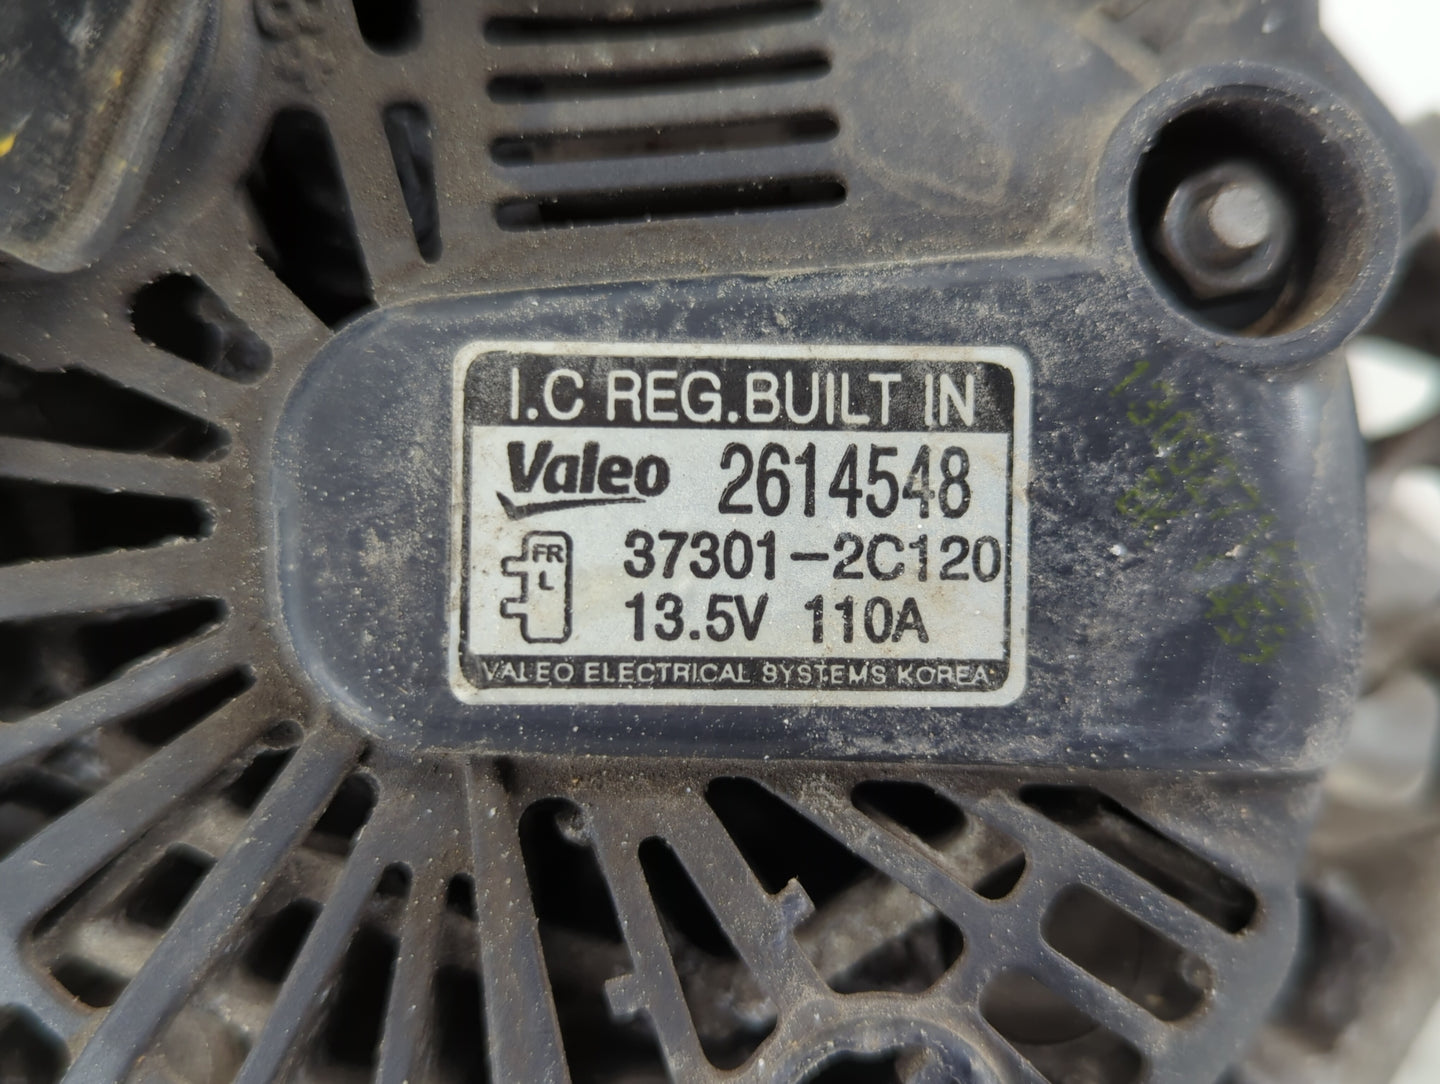 I.C REG.BUILT IN
Valeo 2614548
FR
L
37301-2C120
13.5V 110A
VALEO ELECTRICAL SYSTEMS KOREA